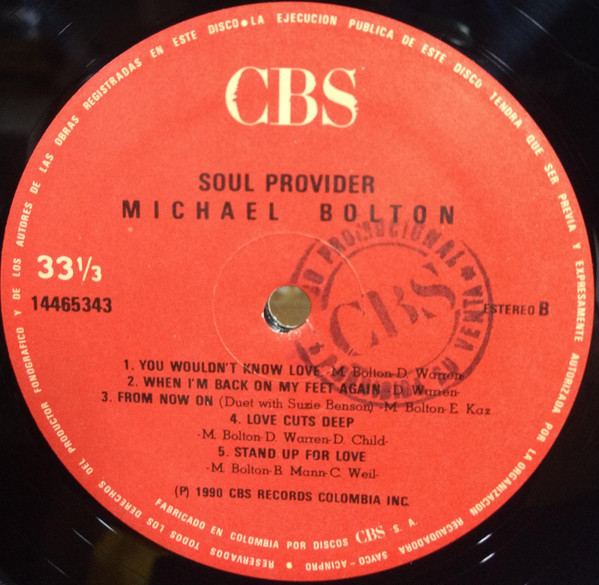 CBS
SOUL PROVIDER
MICHAEL BOLTON
33 1/3
14465343
ESTEREO B
1. YOU WOULDN'T KNOW LOVE -M. Bolton-D. Warren-
2. WHEN I'M BACK ON MY FEET AGAIN -D. Warren-
3. FROM NOW ON (Duet with Suzie Benson) -M. Bolton-E. Kaz
4. LOVE CUTS DEEP
-M. Bolton-D. Warren-D. Child-
5. STAND UP FOR LOVE
-M. Bolton-B. Mann-C. Weil-
(P) 1990 CBS RECORDS COLOMBIA INC.
FABRICADO EN COLOMBIA POR DISCOS CBS S. A.
RESERVADOS TODOS LOS DERECHOS DEL PRODUCTOR FONOGRAFICO Y DE LOS AUTORES DE LAS OBRAS REGISTRADAS EN ESTE DISCO • LA EJECUCION PUBLICA DE ESTE DISCO TENDRA QUE SER PREVIA Y EXPRESAMENTE AUTORIZADA POR LA ORGANIZACION RECAUDADORA SAYCO-ACINPRO •
PROMOCIONAL
CBS
VENTA